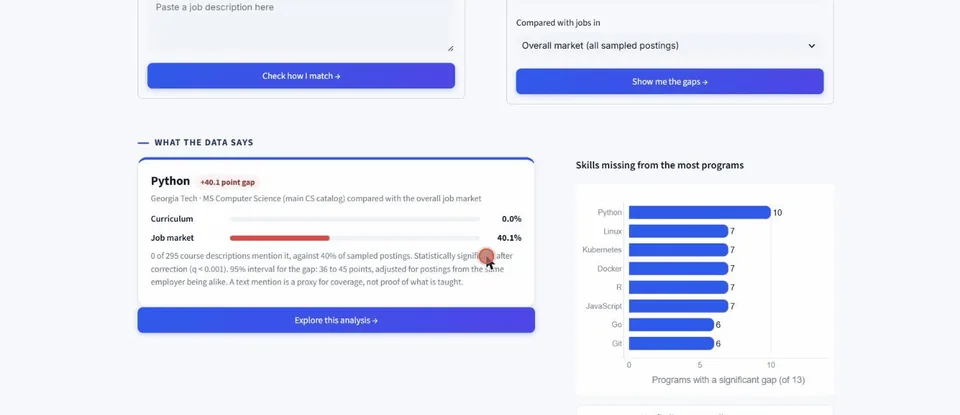 Paste a job description here
Check how I match →
Compared with jobs in
Overall market (all sampled postings)
Show me the gaps →
WHAT THE DATA SAYS
Python +40.1 point gap
Georgia Tech · MS Computer Science (main CS catalog) compared with the overall job market
Curriculum 0.0%
Job market 40.1%
0 of 295 course descriptions mention it, against 40% of sampled postings. Statistically after
correction (q < 0.001). 95% interval for the gap: 36 to 45 points, adjusted for postings from the same
employer being alike. A text mention is a proxy for coverage, not proof of what is taught.
Explore this analysis →
Skills missing from the most programs
Python 10
Linux 7
Kubernetes 7
Docker 7
R 7
JavaScript 7
Go 6
Git 6
0 5 10
Programs with a significant gap (of 13)